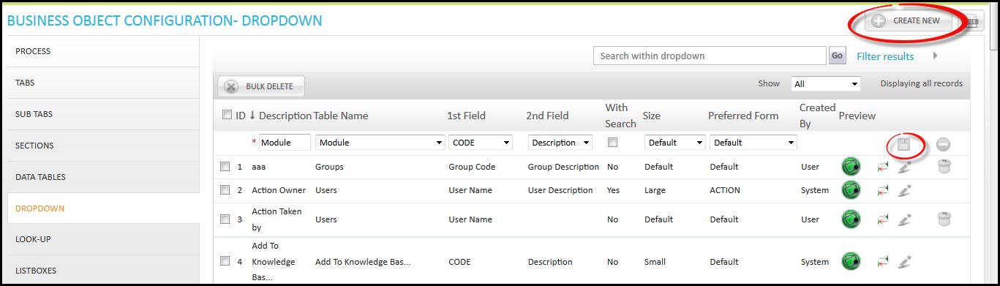 BUSINESS OBJECT CONFIGURATION- DROPDOWN
CREATE NEW
PROCESS
TABS
SUB TABS
SECTIONS
DATA TABLES
DROPDOWN
LOOK-UP
LISTBOXES
Search within dropdown Go Filter results
BULK DELETE Show All Displaying all records
ID ↓ Description Table Name 1st Field 2nd Field With Search Size Preferred Form Created By Preview
* Module Module CODE Description Default Default
1 aaa Groups Group Code Group Description No Default Default User
2 Action Owner Users User Name User Description Yes Large ACTION System
3 Action Taken by Users User Name No Default Default User
4 Add To Knowledge Bas... Add To Knowledge Bas... CODE Description No Small Default System